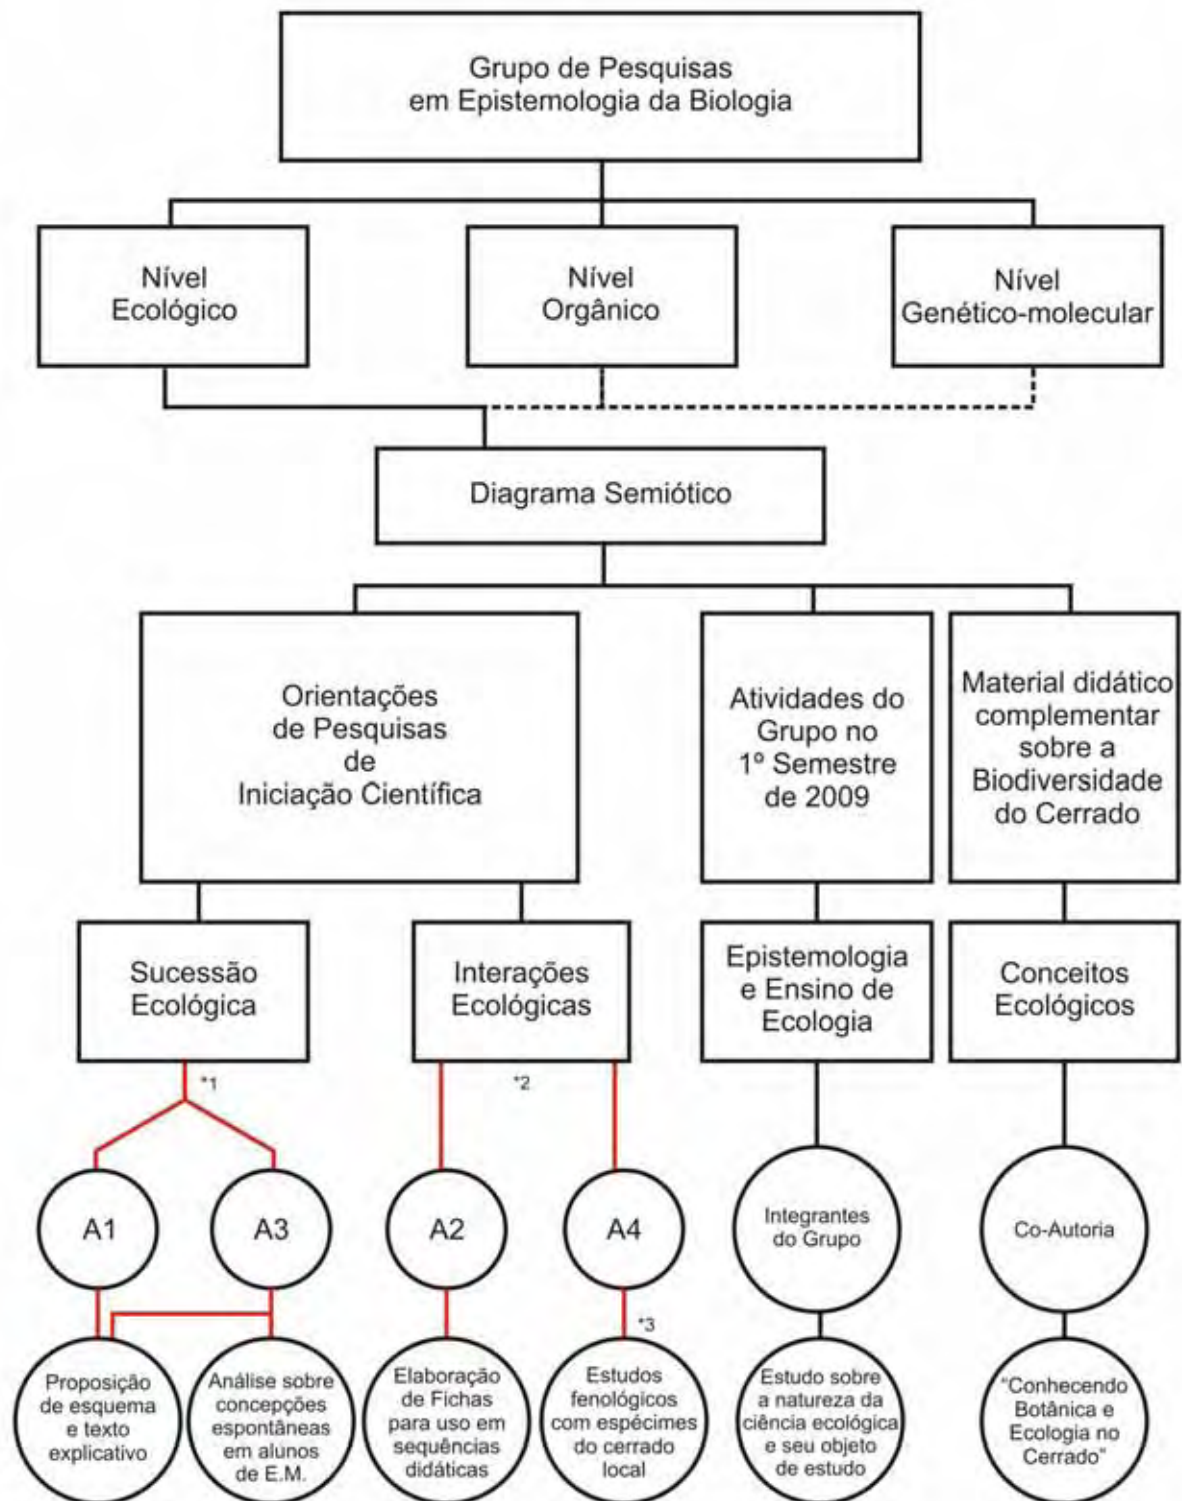 Grupo de Pesquisas
em Epistemologia da Biologia
Nível
Ecológico
Nível
Orgânico
Nível
Genético-molecular
Diagrama Semiótico
Orientações
de Pesquisas
de
Iniciação Científica
Atividades do
Grupo no
1º Semestre
de 2009
Material didático
complementar
sobre a
Biodiversidade
do Cerrado
Sucessão
Ecológica
Interações
Ecológicas
Epistemologia
e Ensino de
Ecologia
Conceitos
Ecológicos
*1
*2
A1
A3
A2
A4
Integrantes
do Grupo
Co-Autoria
*3
Proposição
de esquema
e texto
explicativo
Análise sobre
concepções
espontâneas
em alunos
de E.M.
Elaboração
de Fichas
para uso em
sequências
didáticas
Estudos
fenológicos
com espécimes
do cerrado
local
Estudo sobre
a natureza da
ciência ecológica
e seu objeto
de estudo
“Conhecendo
Botânica e
Ecologia no
Cerrado”